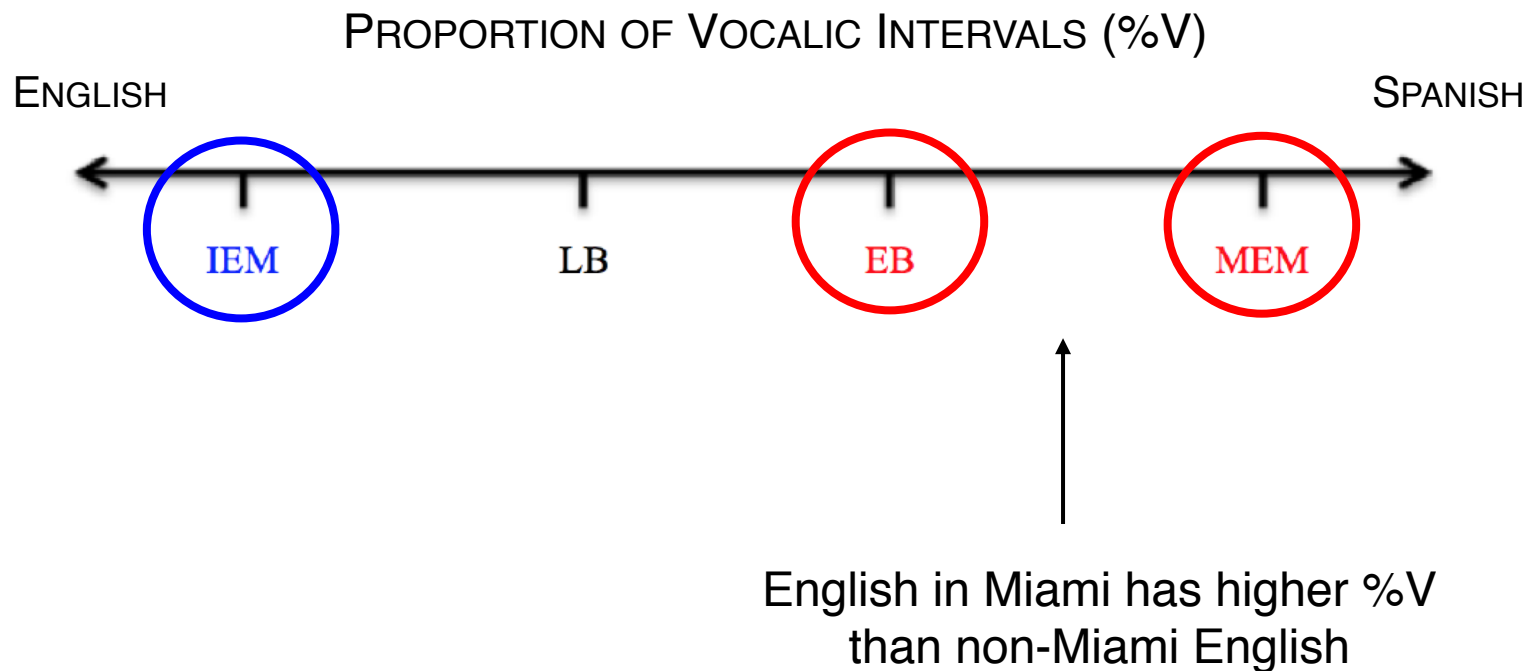 PROPORTION OF VOCALIC INTERVALS (%V)
ENGLISH
SPANISH
IEM
LB
EB
MEM
English in Miami has higher %V
than non-Miami English